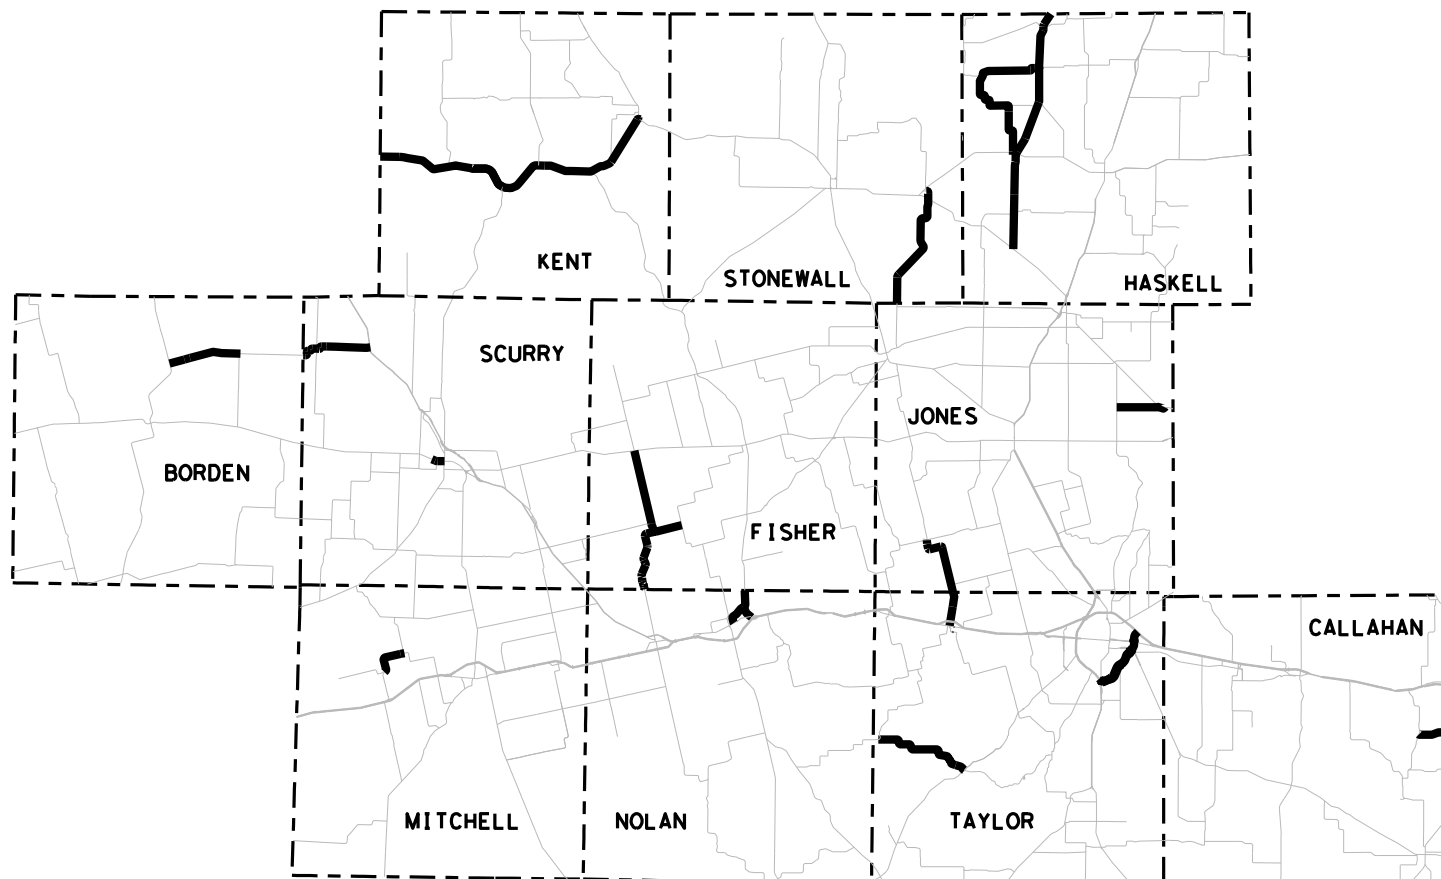 KENT
STONEWALL
HASKELL
SCURRY
JONES
BORDEN
FISHER
CALLAHAN
MITCHELL
NOLAN
TAYLOR